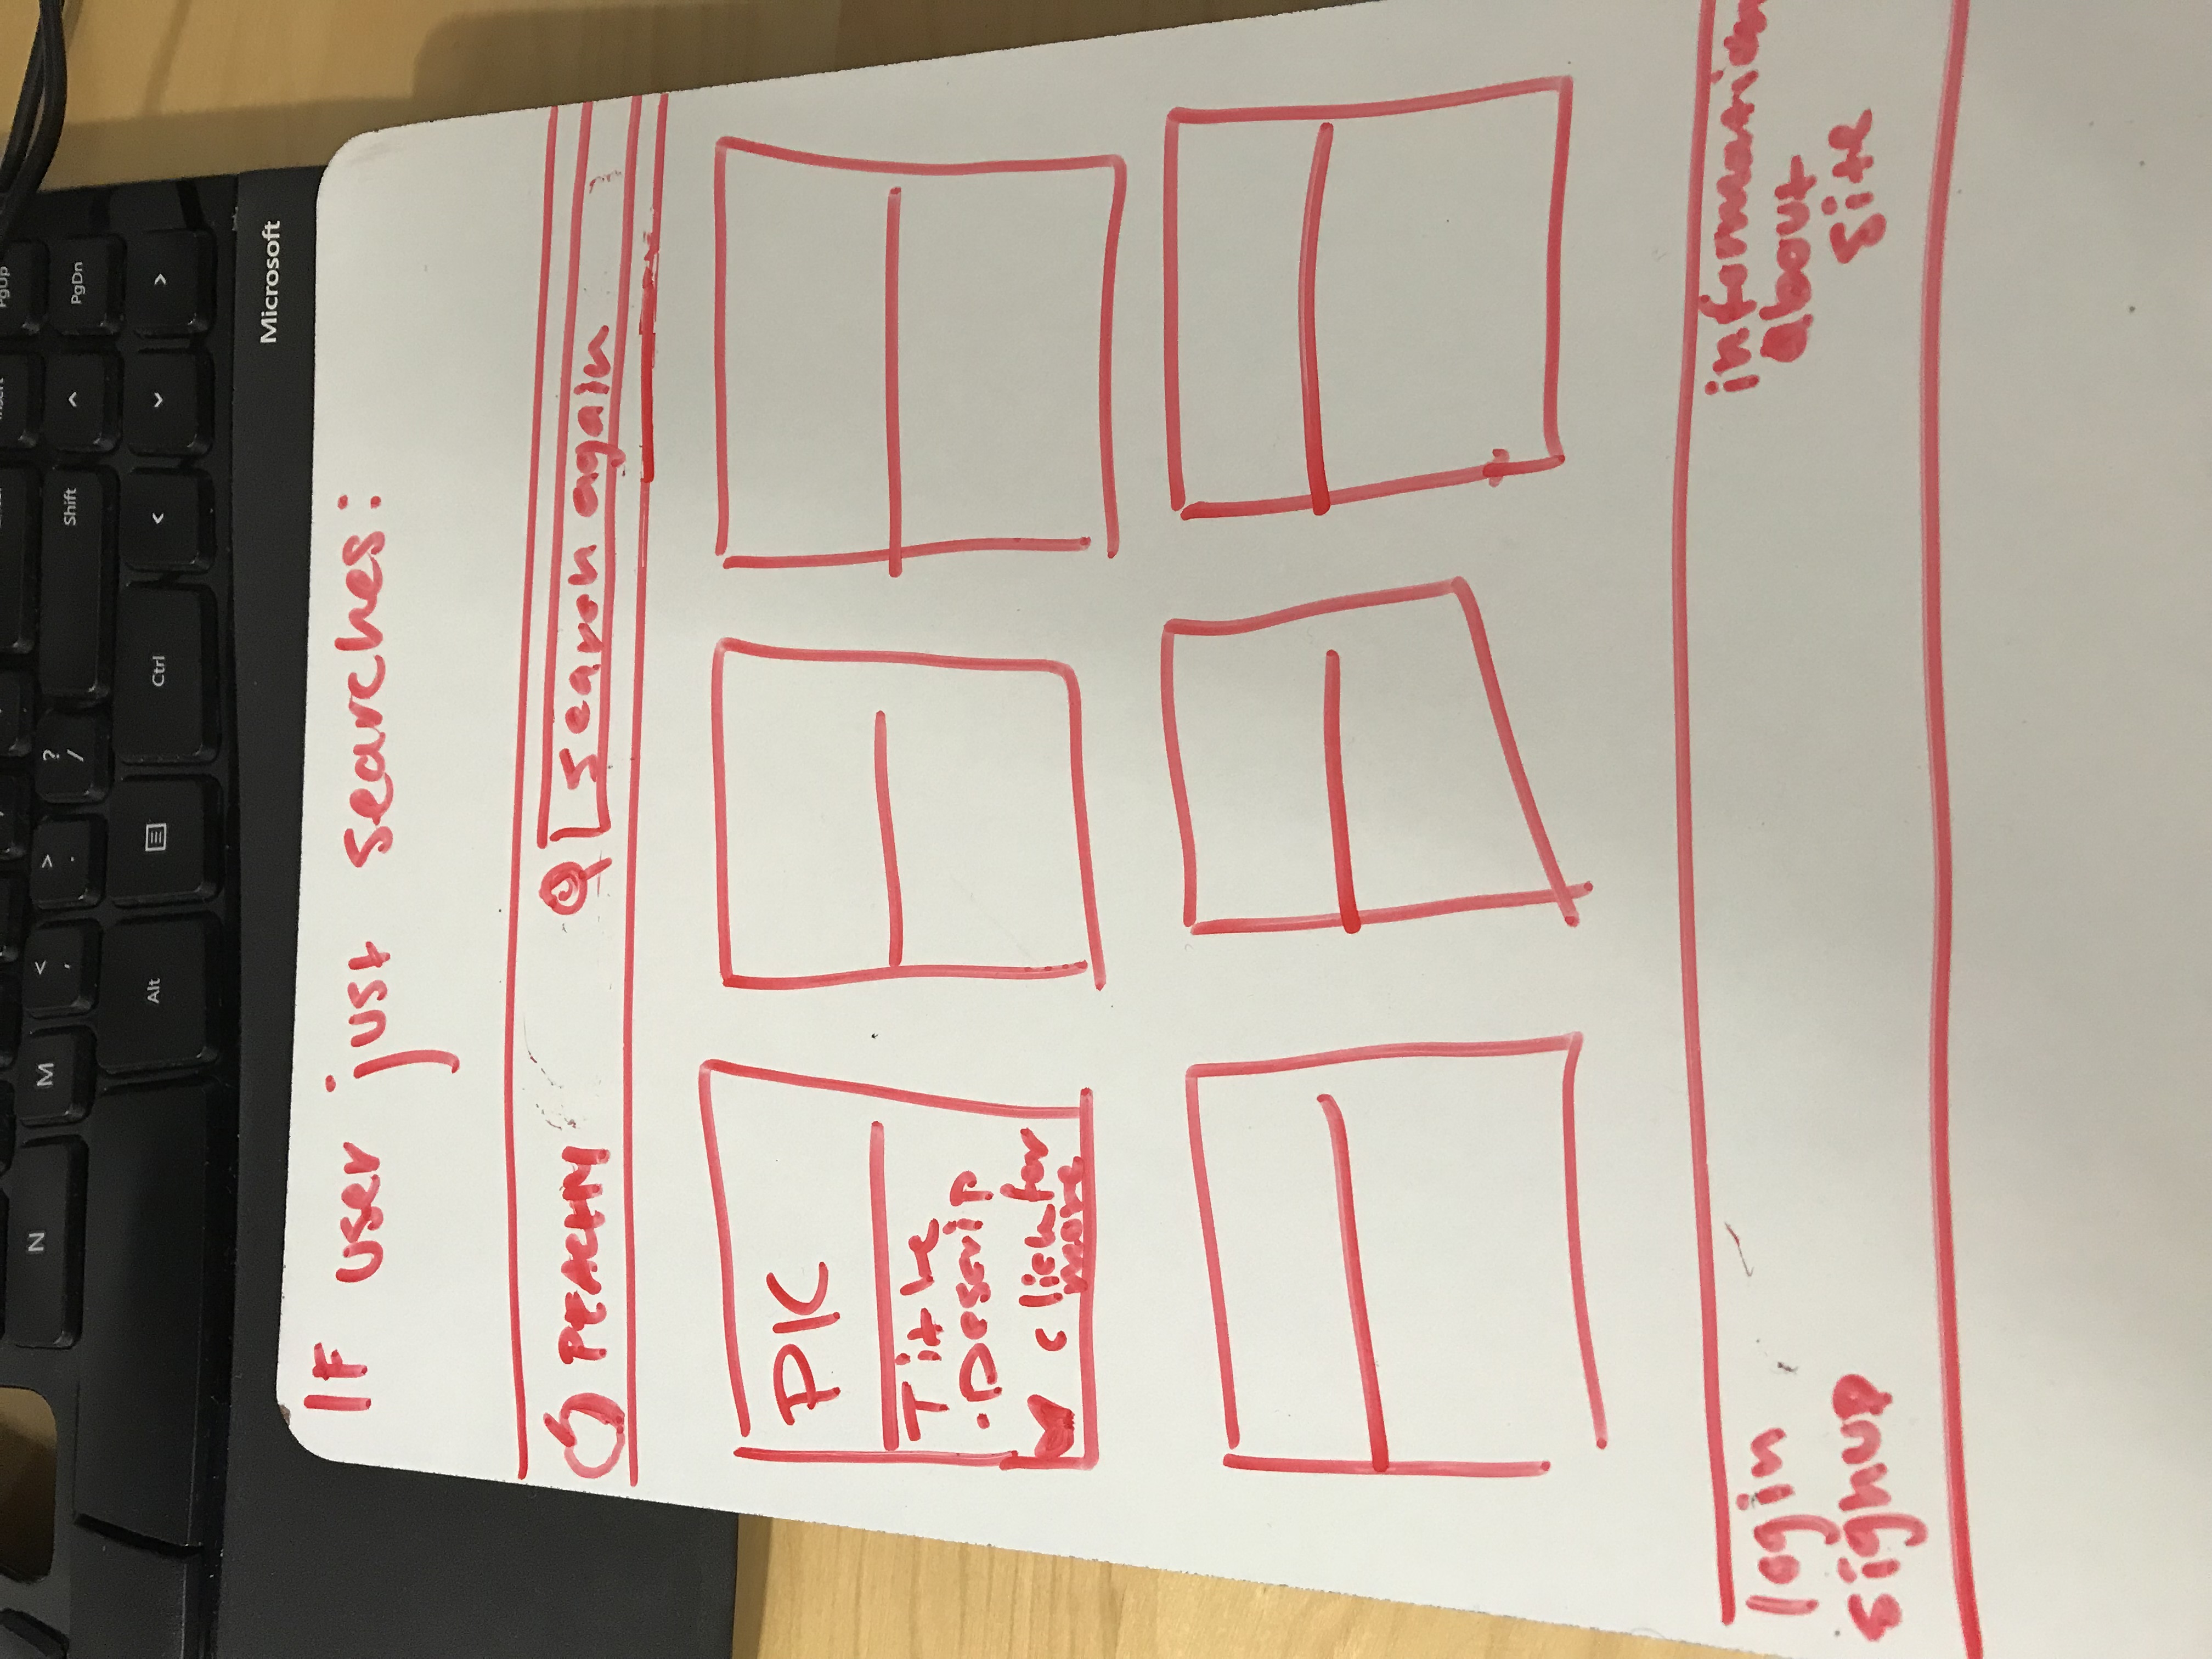 N M < , > . ? / Shift ^ PgDn
Alt Ctrl < >
Microsoft
IF user just searches:
PEACHY
search again
PIC
Title
· Descrip
click for
more
login
signup
information
about
site